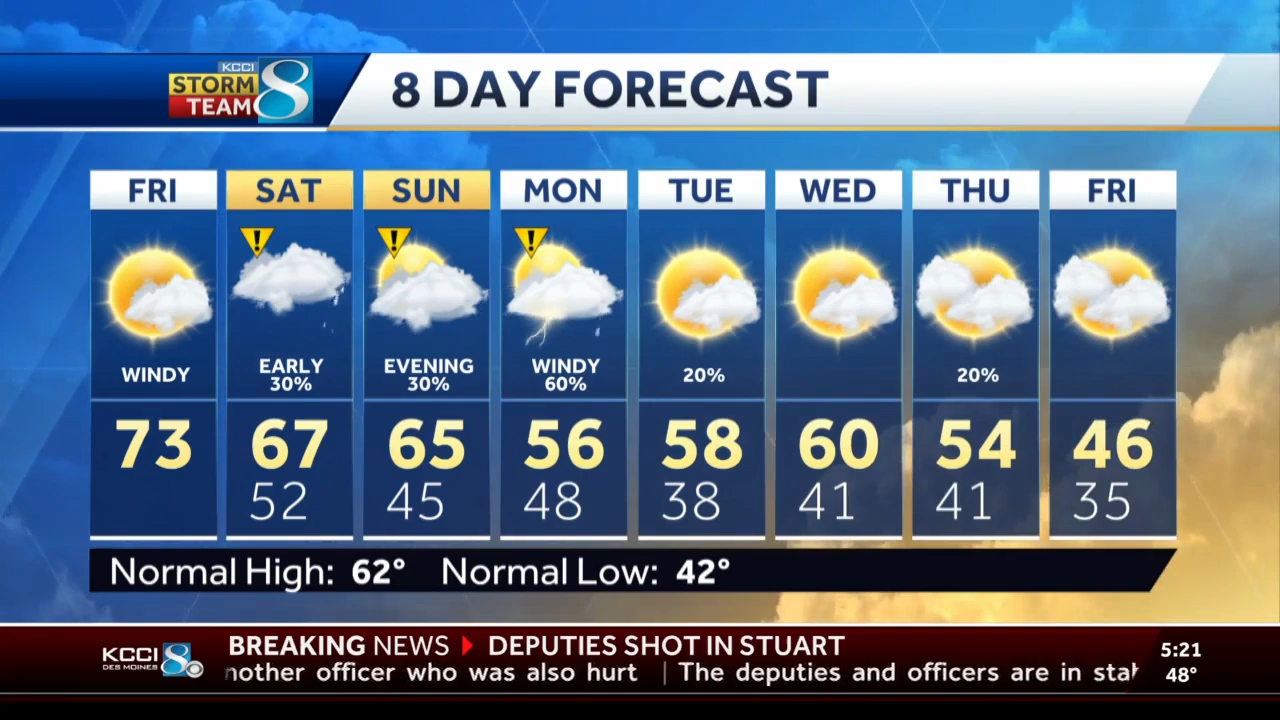 KCCI
STORM
TEAM 8
8 DAY FORECAST
FRI SAT SUN MON TUE WED THU FRI
! ! !
WINDY
EARLY
30%
EVENING
30%
WINDY
60%
20%
20%
73 67 65 56 58 60 54 46
52 45 48 38 41 41 35
Normal High: 62° Normal Low: 42°
KCCI 8
DES MOINES
BREAKING NEWS DEPUTIES SHOT IN STUART
nother officer who was also hurt | The deputies and officers are in stal
5:21
48°